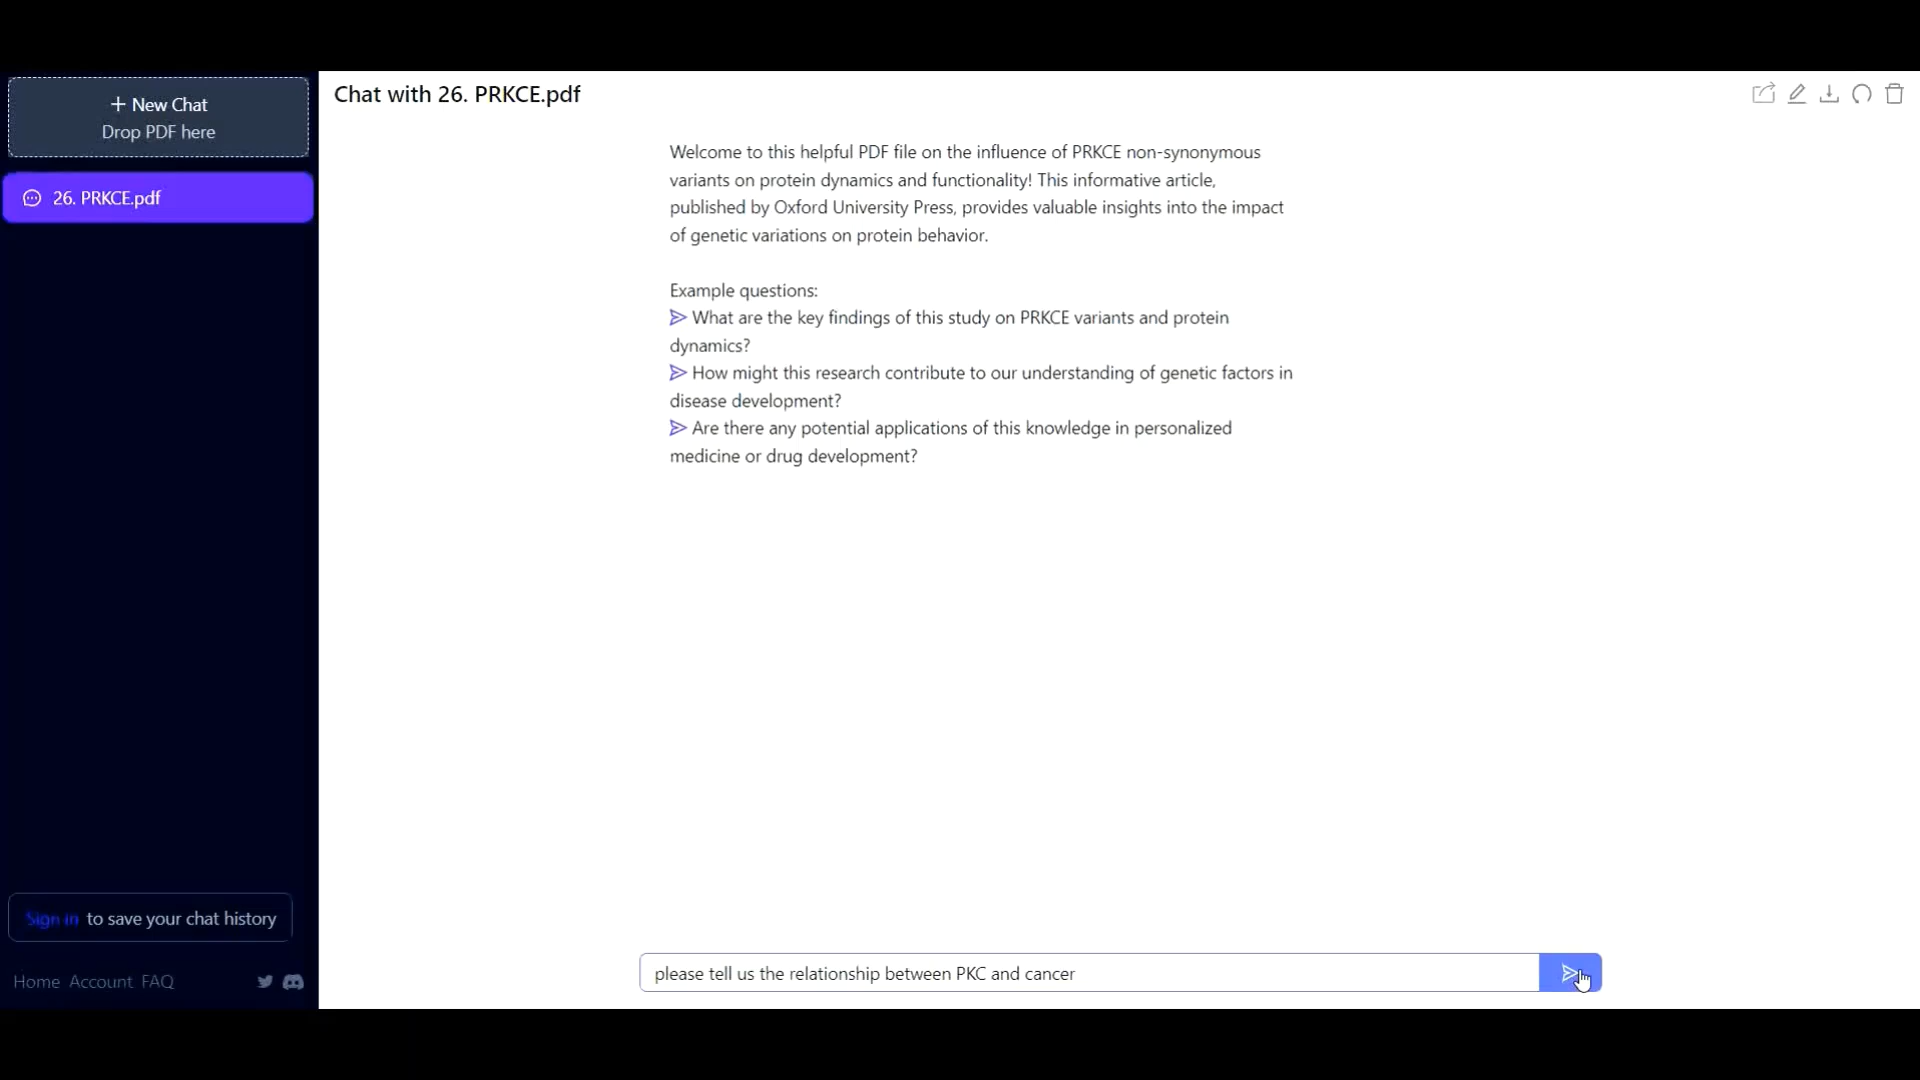 + New Chat
Drop PDF here
26. PRKCE.pdf
Sign in to save your chat history
Home Account FAQ
Chat with 26. PRKCE.pdf
Welcome to this helpful PDF file on the influence of PRKCE non-synonymous
variants on protein dynamics and functionality! This informative article,
published by Oxford University Press, provides valuable insights into the impact
of genetic variations on protein behavior.
Example questions:
What are the key findings of this study on PRKCE variants and protein
dynamics?
How might this research contribute to our understanding of genetic factors in
disease development?
Are there any potential applications of this knowledge in personalized
medicine or drug development?
please tell us the relationship between PKC and cancer